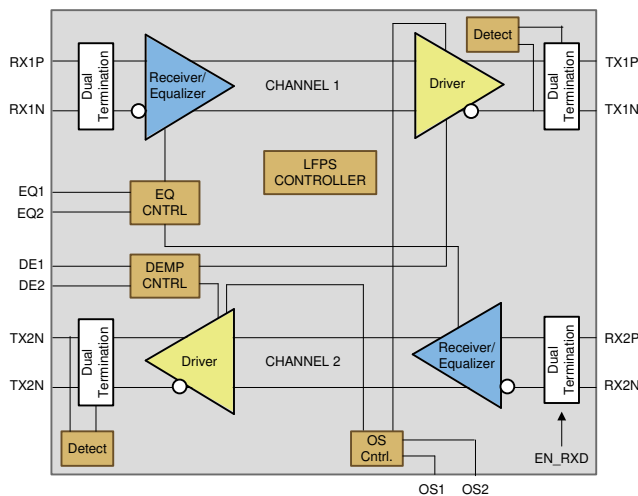 Detect
RX1P
Dual
Termination
Receiver/
Equalizer
CHANNEL 1
Driver
Dual
Termination
TX1P
RX1N
TX1N
LFPS
CONTROLLER
EQ1
EQ2
EQ
CNTRL
DE1
DE2
DEMP
CNTRL
TX2N
Dual
Termination
Driver
CHANNEL 2
Receiver/
Equalizer
Dual
Termination
RX2P
TX2N
RX2N
Detect
OS
Cntrl.
EN_RXD
OS1
OS2